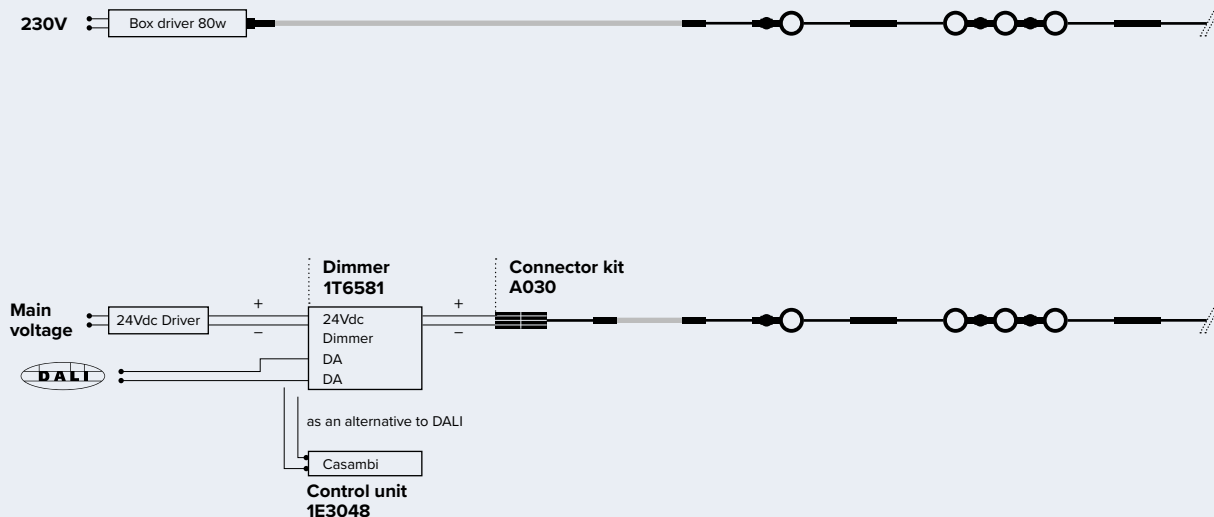 230V
Box driver 80w
Dimmer
1T6581
Connector kit
A030
Main
voltage
24Vdc Driver
+
−
24Vdc
Dimmer
DA
DA
+
−
DALI
as an alternative to DALI
Casambi
Control unit
1E3048